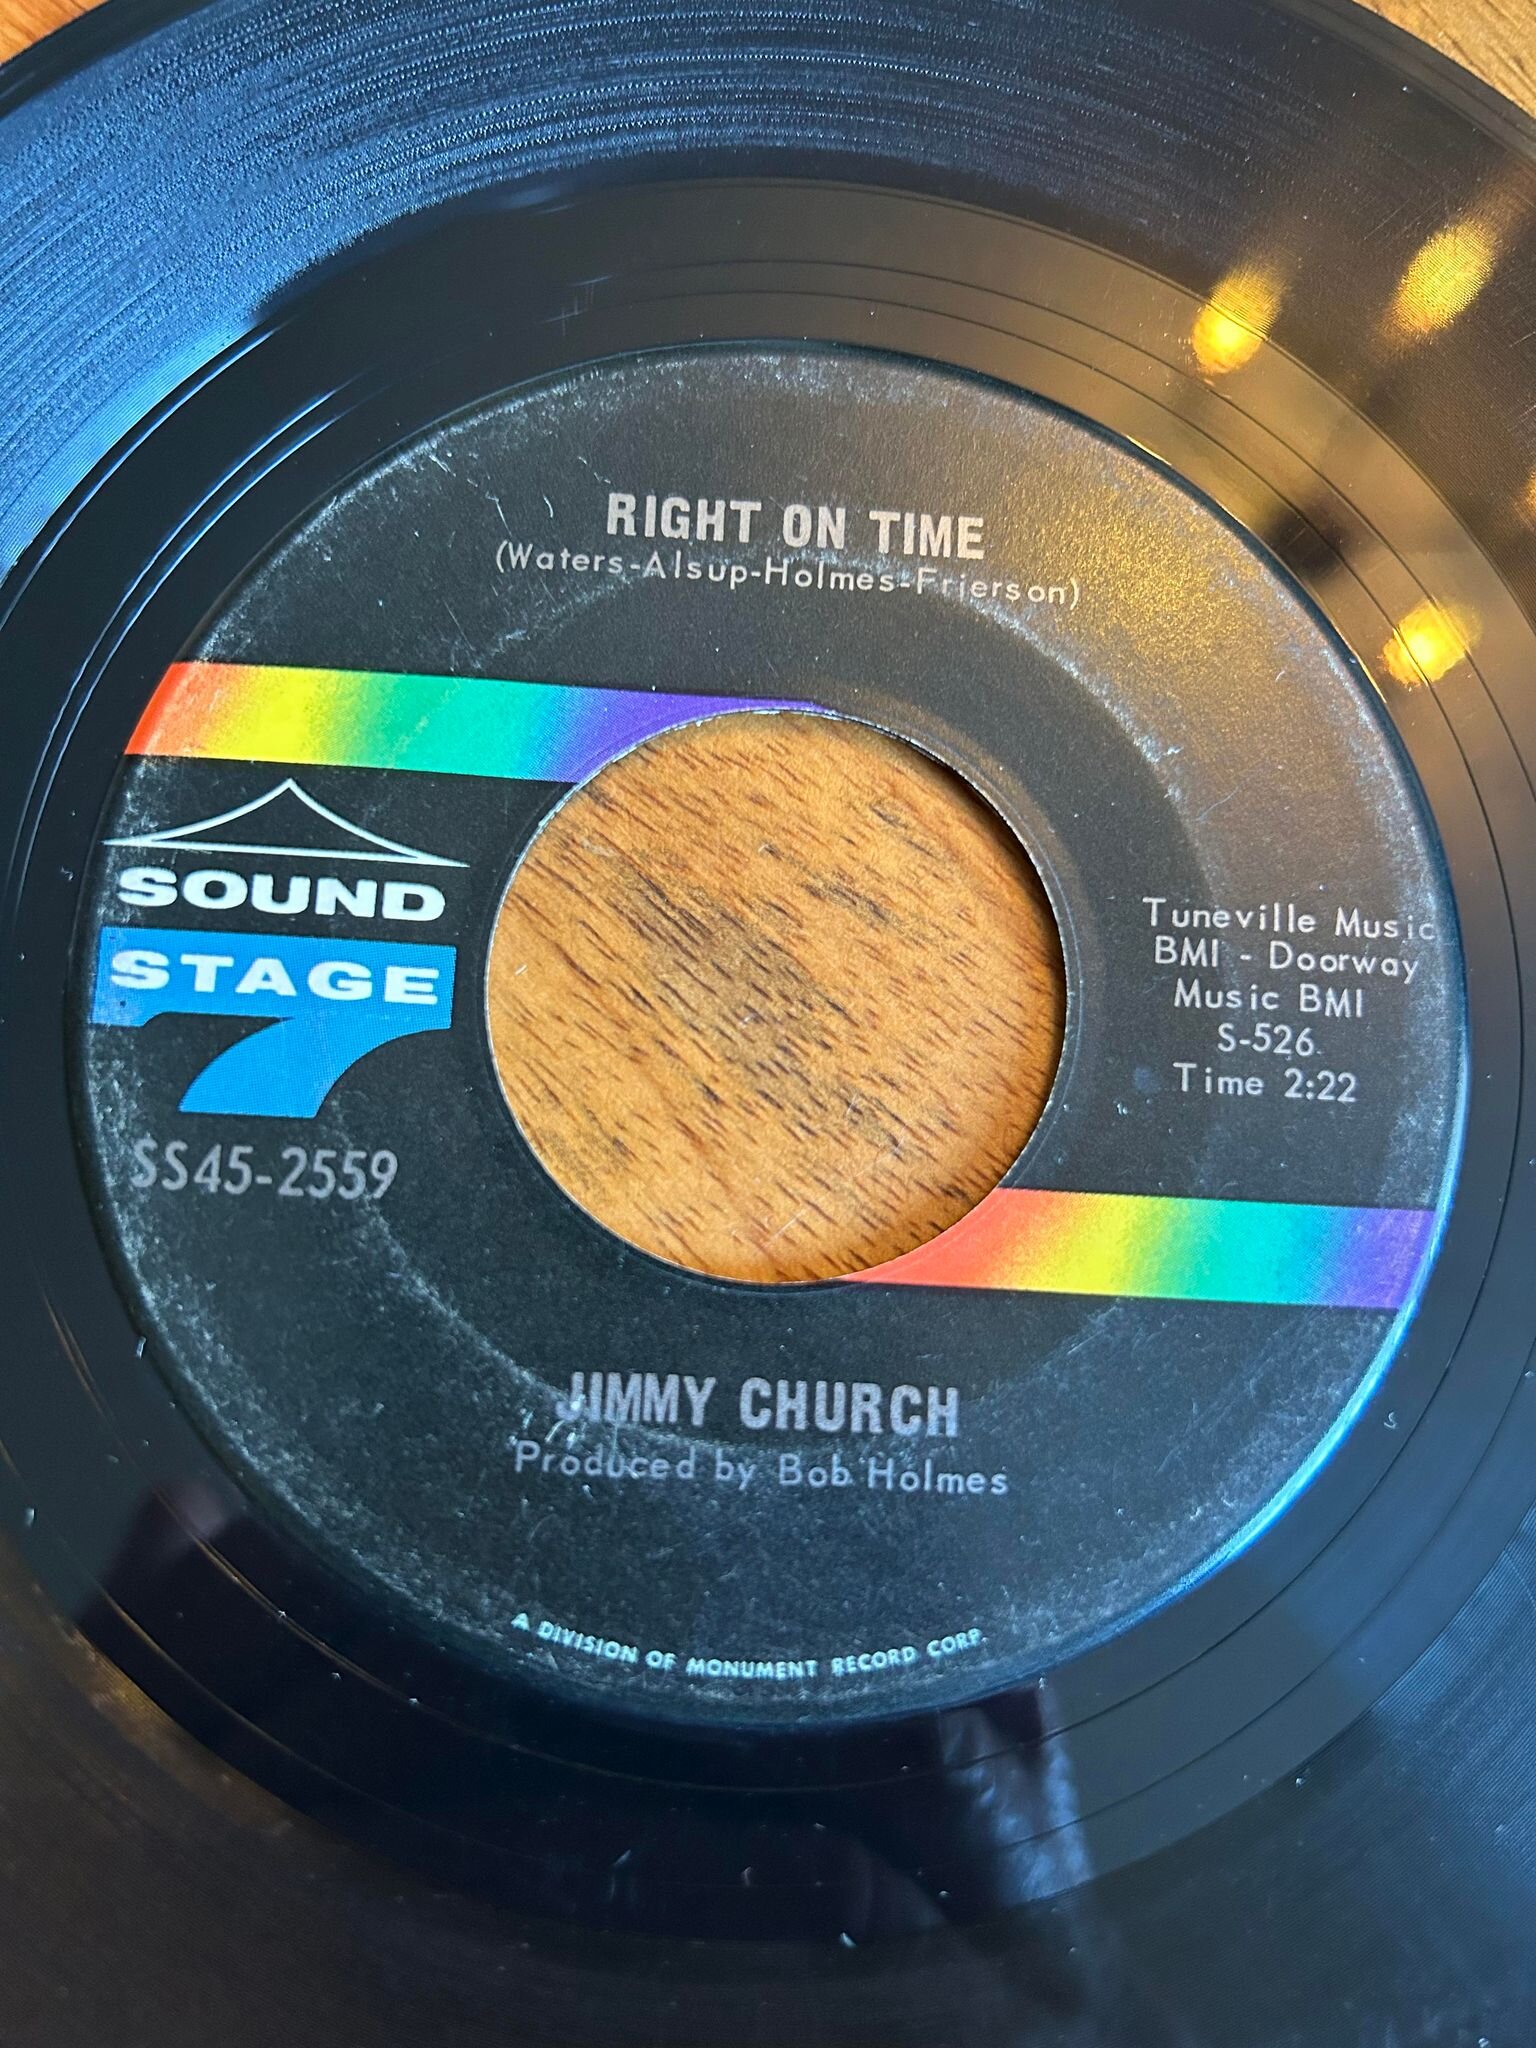 RIGHT ON TIME
(Waters-Alsup-Holmes-Frierson)
SOUND
STAGE
7
SS45-2559
Tuneville Music
BMI - Doorway
Music BMI
S-526
Time 2:22
JIMMY CHURCH
Produced by Bob Holmes
A DIVISION OF MONUMENT RECORD CORP.